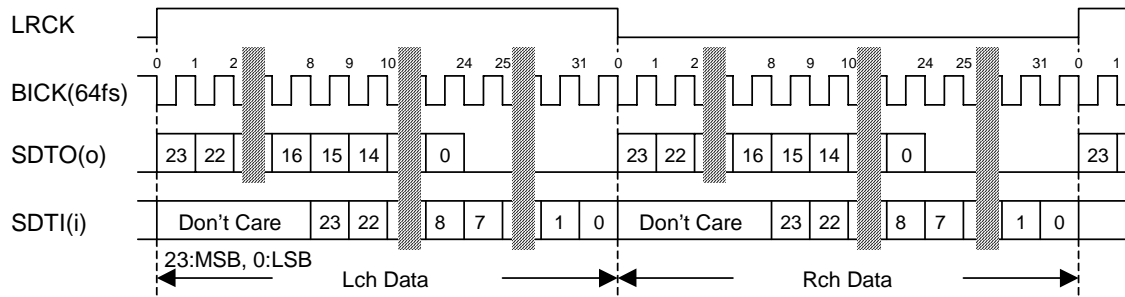 LRCK
0 1 2 8 9 10 24 25 31 0 1 2 8 9 10 24 25 31 0 1
BICK(64fs)
SDTO(o) 23 22 16 15 14 0 23 22 16 15 14 0 23
SDTI(i) Don't Care 23 22 8 7 1 0 Don't Care 23 22 8 7 1 0
23:MSB, 0:LSB
Lch Data Rch Data